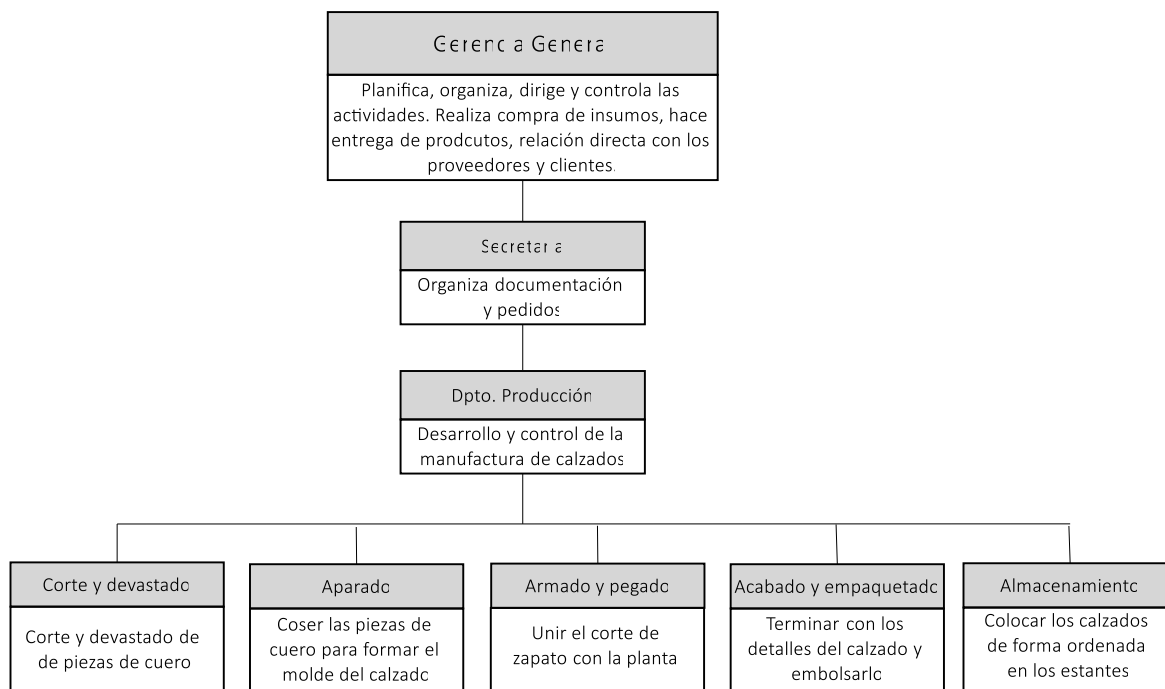 Gerencia General
Planifica, organiza, dirige y controla las
actividades. Realiza compra de insumos, hace
entrega de prodcutos, relación directa con los
proveedores y clientes.
Secretaria
Organiza documentación
y pedidos
Dpto. Producción
Desarrollo y control de la
manufactura de calzados
Corte y devastado
Corte y devastado de
de piezas de cuero
Aparado
Coser las piezas de
cuero para formar el
molde del calzado
Armado y pegado
Unir el corte de
zapato con la planta
Acabado y empaquetado
Terminar con los
detalles del calzado y
embolsarlo
Almacenamiento
Colocar los calzados
de forma ordenada
en los estantes